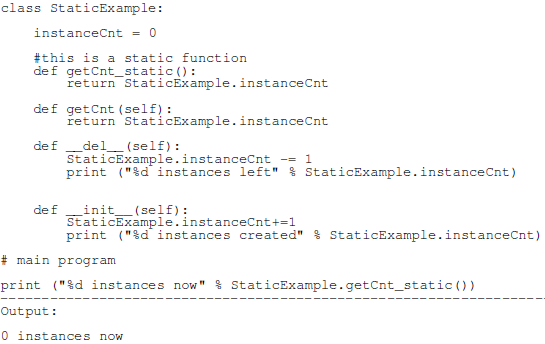 class StaticExample:
instanceCnt = 0
#this is a static function
def getCnt_static():
return StaticExample.instanceCnt
def getCnt(self):
return StaticExample.instanceCnt
def __del__(self):
StaticExample.instanceCnt -= 1
print ("%d instances left" % StaticExample.instanceCnt)
def __init__(self):
StaticExample.instanceCnt+=1
print ("%d instances created" % StaticExample.instanceCnt)
# main program
print ("%d instances now" % StaticExample.getCnt_static())
--------------------------------------------------------------------
Output:
0 instances now